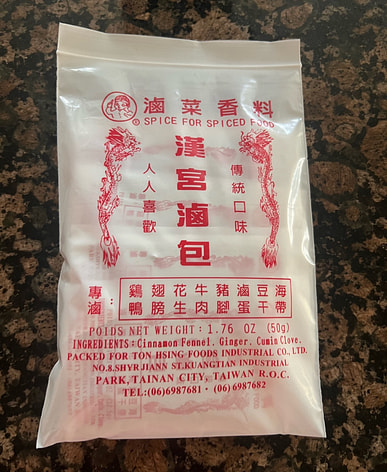 滷菜香料
® SPICE FOR SPICED FOOD
傳統口味
漢宮滷包
人人喜歡
專滷:
鷄翅花牛豬滷豆海
鴨膀生肉腳蛋干帶
POIDS NET WEIGHT: 1.76 OZ (50g)
INGREDIENTS: Cinnamon Fennel. Ginger, Cumin Clove.
PACKED FOR TON HSING FOODS INDUSTRIAL CO., LTD.
NO.8.SHYR JIANN ST.KUANGTIAN INDUSTRIAL
PARK, TAINAN CITY, TAIWAN R.O.C.
TEL:(06)6987681・(06)6987682